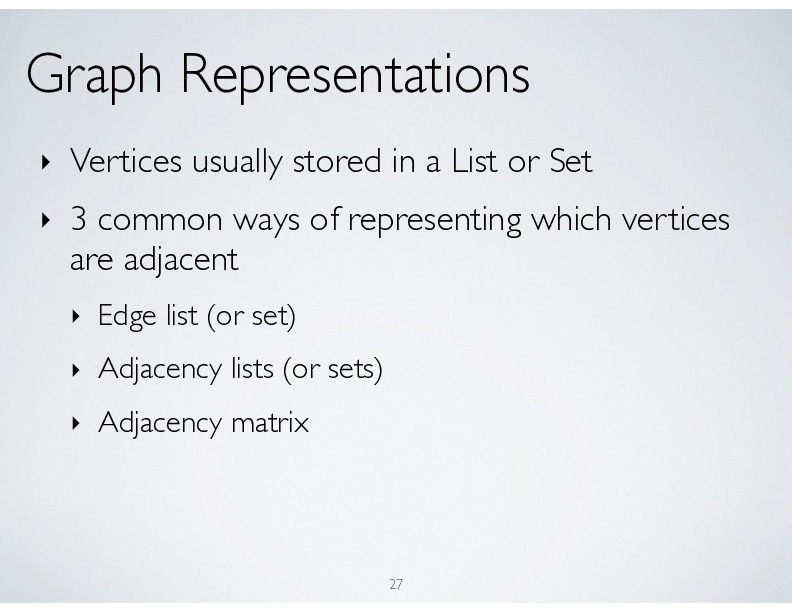 Graph Representations
‣ Vertices usually stored in a List or Set
‣ 3 common ways of representing which vertices
are adjacent
‣ Edge list (or set)
‣ Adjacency lists (or sets)
‣ Adjacency matrix
27